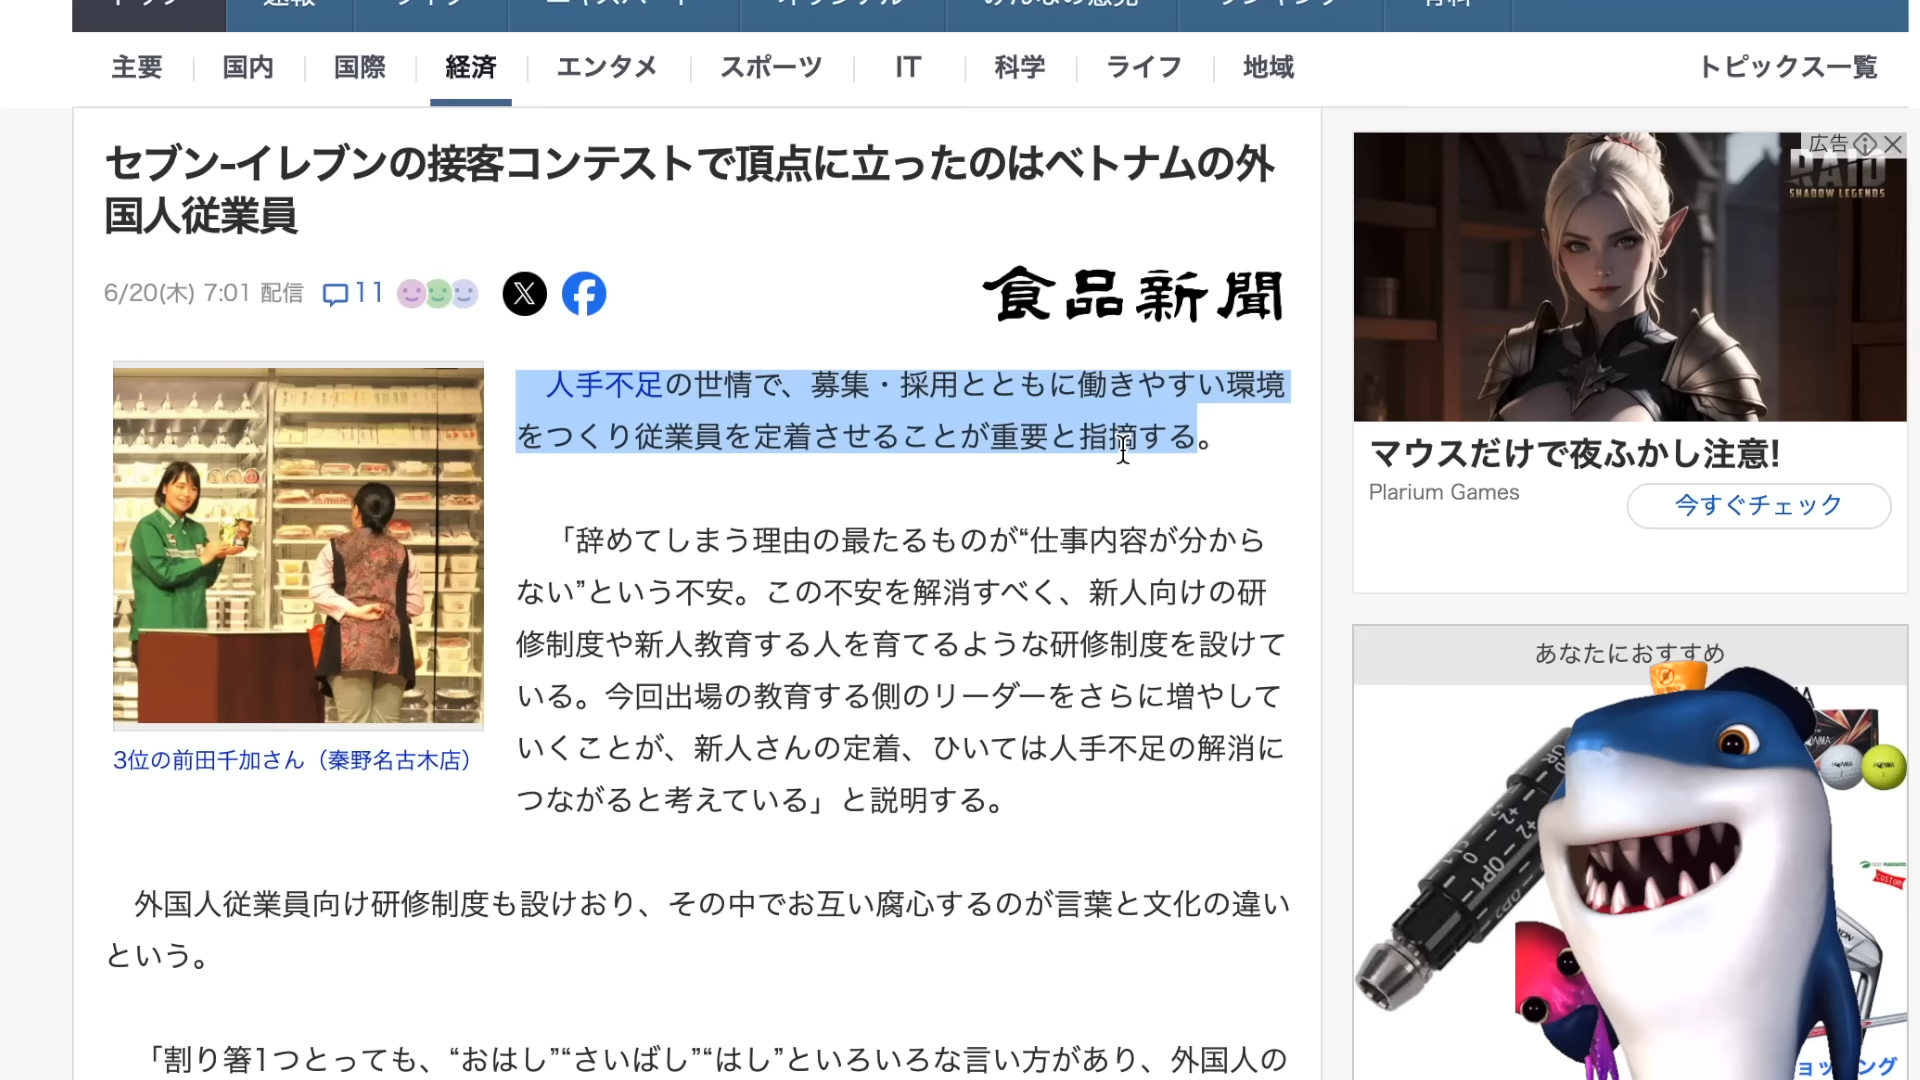 主要
国内
国際
経済
エンタメ
スポーツ
IT
科学
ライフ
地域
トピックス一覧
セブン-イレブンの接客コンテストで頂点に立ったのはベトナムの外
国人従業員
6/20(木) 7:01 配信
11
食品新聞
人手不足の世情で、募集・採用とともに働きやすい環境
をつくり従業員を定着させることが重要と指摘する。
「辞めてしまう理由の最たるものが“仕事内容が分から
ない”という不安。この不安を解消すべく、新人向けの研
修制度や新人教育する人を育てるような研修制度を設けて
いる。今回出場の教育する側のリーダーをさらに増やして
いくことが、新人さんの定着、ひいては人手不足の解消に
つながると考えている」と説明する。
3位の前田千加さん（秦野名古木店）
外国人従業員向け研修制度も設けおり、その中でお互い腐心するのが言葉と文化の違い
という。
「割り箸1つとっても、“おはし”“さいばし”“はし”といろいろな言い方があり、外国人の
広告
RAID
SHADOW LEGENDS
マウスだけで夜ふかし注意!
Plarium Games
今すぐチェック
あなたにおすすめ